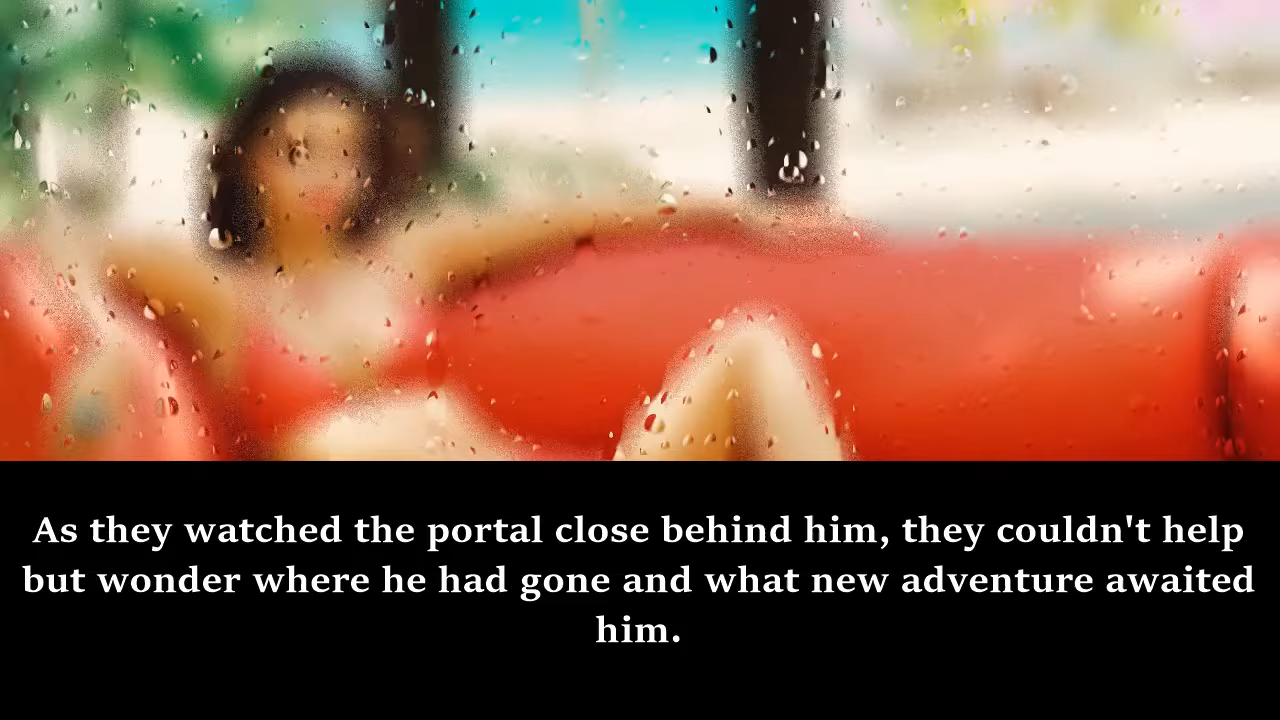 As they watched the portal close behind him, they couldn't help
but wonder where he had gone and what new adventure awaited
him.